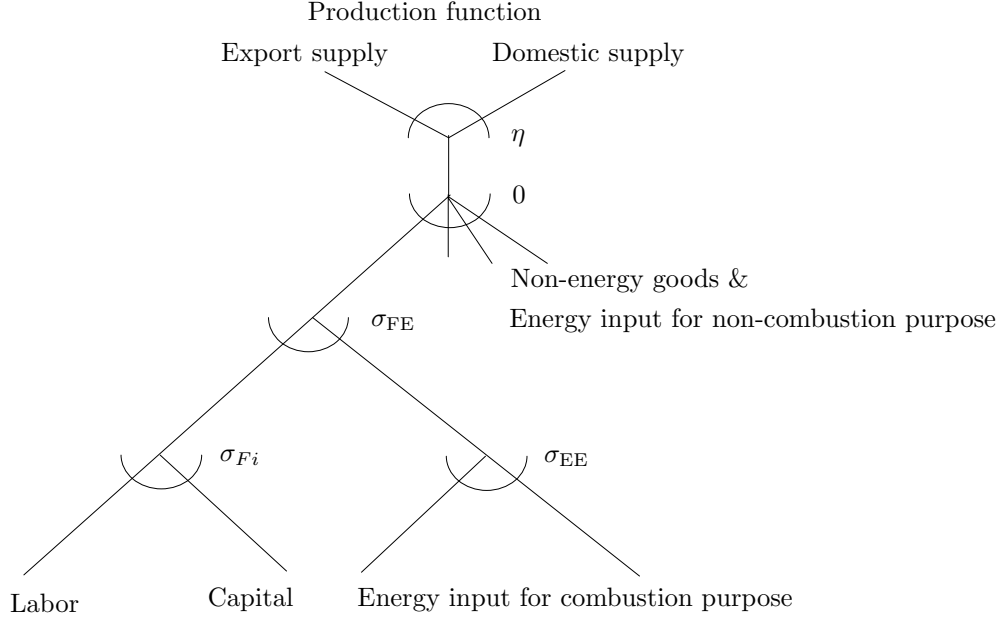 Production function
Export supply
Domestic supply
η
0
Non-energy goods &
Energy input for non-combustion purpose
σFE
σFi
σEE
Labor
Capital
Energy input for combustion purpose